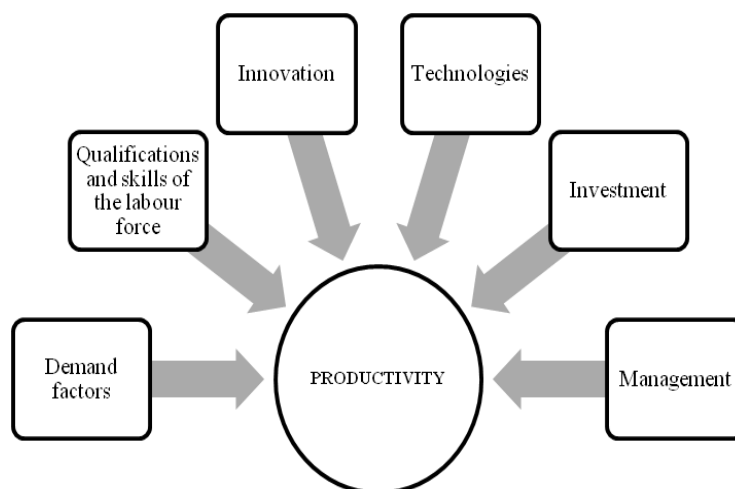 Innovation
Technologies
Qualifications
and skills of
the labour
force
Investment
Demand
factors
PRODUCTIVITY
Management